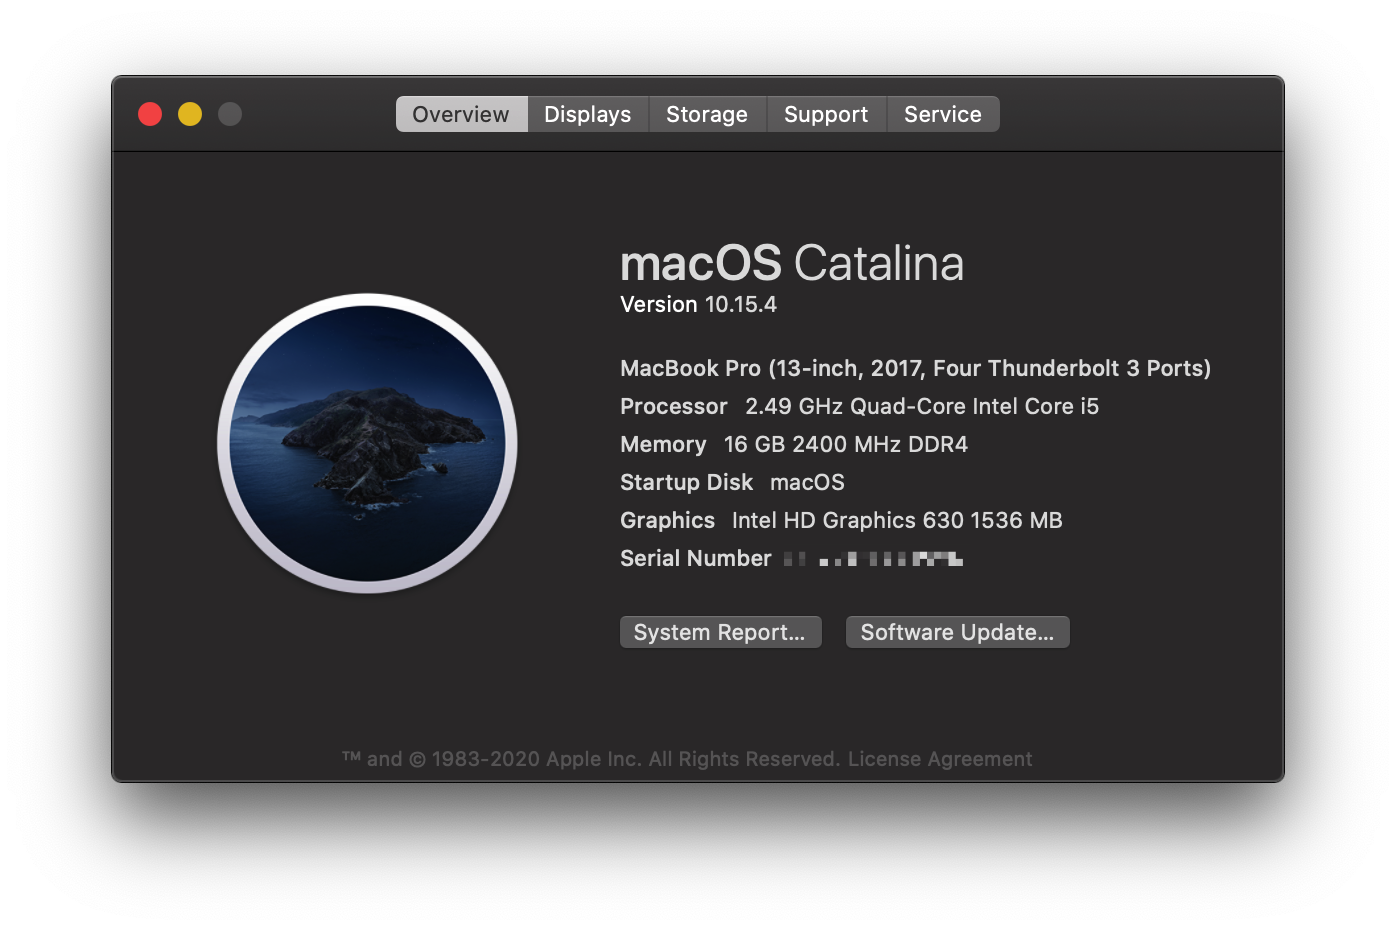 Overview Displays Storage Support Service
macOS Catalina
Version 10.15.4
MacBook Pro (13-inch, 2017, Four Thunderbolt 3 Ports)
Processor 2.49 GHz Quad-Core Intel Core i5
Memory 16 GB 2400 MHz DDR4
Startup Disk macOS
Graphics Intel HD Graphics 630 1536 MB
Serial Number
System Report... Software Update...
™ and © 1983-2020 Apple Inc. All Rights Reserved. License Agreement